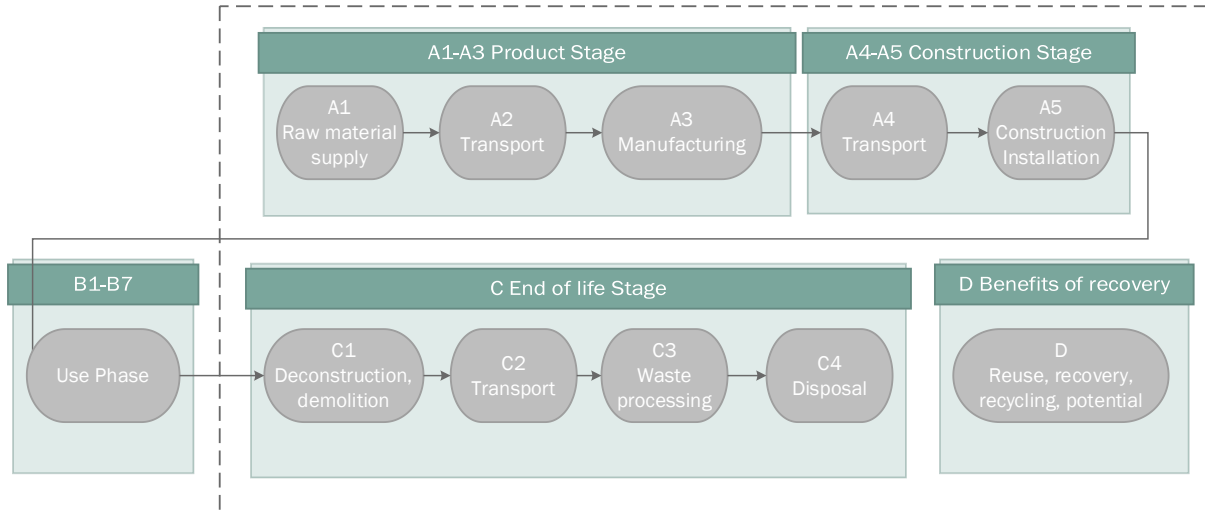 A1-A3 Product Stage
A4-A5 Construction Stage
A1
Raw material
supply
A2
Transport
A3
Manufacturing
A4
Transport
A5
Construction
Installation
B1-B7
C End of life Stage
D Benefits of recovery
Use Phase
C1
Deconstruction,
demolition
C2
Transport
C3
Waste
processing
C4
Disposal
D
Reuse, recovery,
recycling, potential